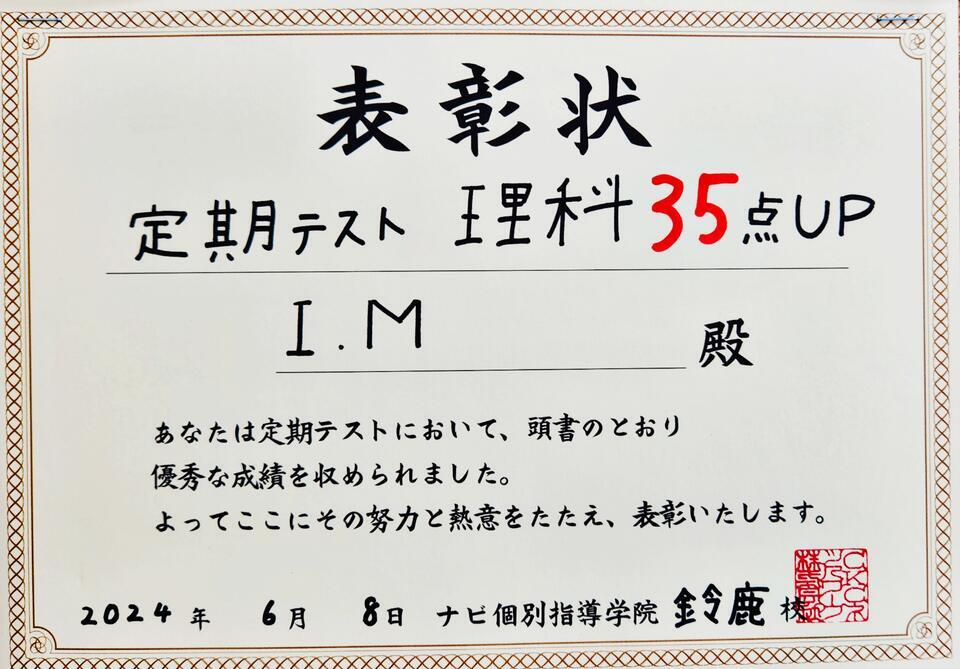 表彰状
定期テスト 理科35点UP
I.M 殿
あなたは定期テストにおいて、頭書のとおり
優秀な成績を収められました。
よってここにその努力と熱意をたたえ、表彰いたします。
2024年 6月 8日 ナビ個別指導学院 鈴鹿 校